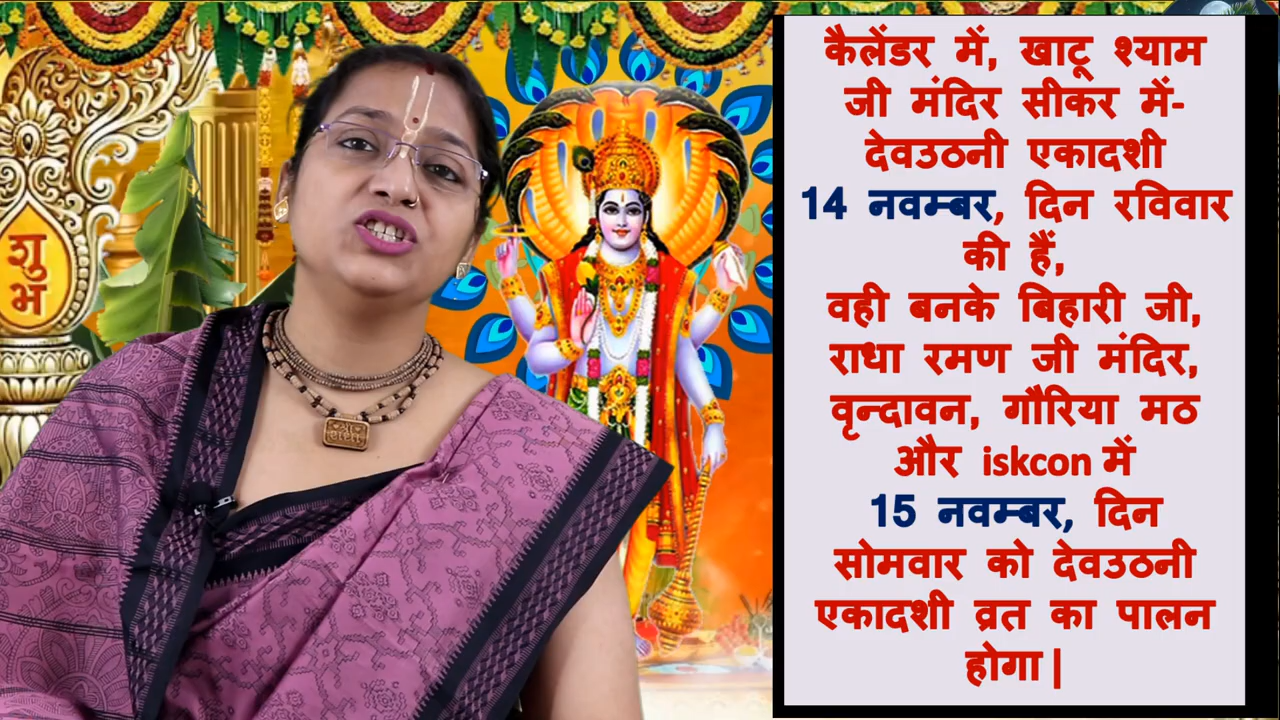 शु
भ
कैलेंडर में, खाटू श्याम
जी मंदिर सीकर में-
देवउठनी एकादशी
14 नवम्बर, दिन रविवार
की हैं,
वही बनके बिहारी जी,
राधा रमण जी मंदिर,
वृन्दावन, गौरिया मठ
और iskcon में
15 नवम्बर, दिन
सोमवार को देवउठनी
एकादशी व्रत का पालन
होगा|